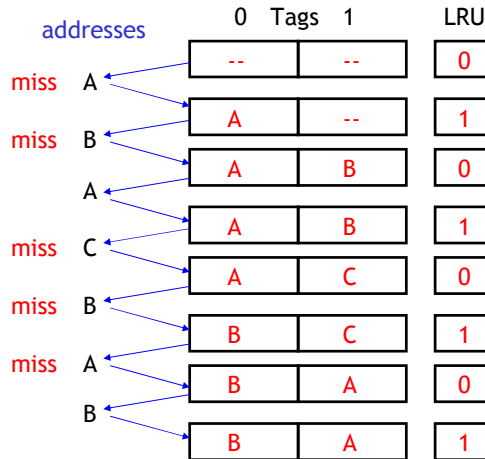 0 Tags 1 LRU
addresses
-- -- 0
miss A
A -- 1
miss B
A B 0
A
A B 1
miss C
A C 0
miss B
B C 1
miss A
B A 0
B
B A 1